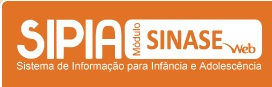 SIPIA
Módulo
SINASE Web
Sistema de Informação para Infância e Adolescência